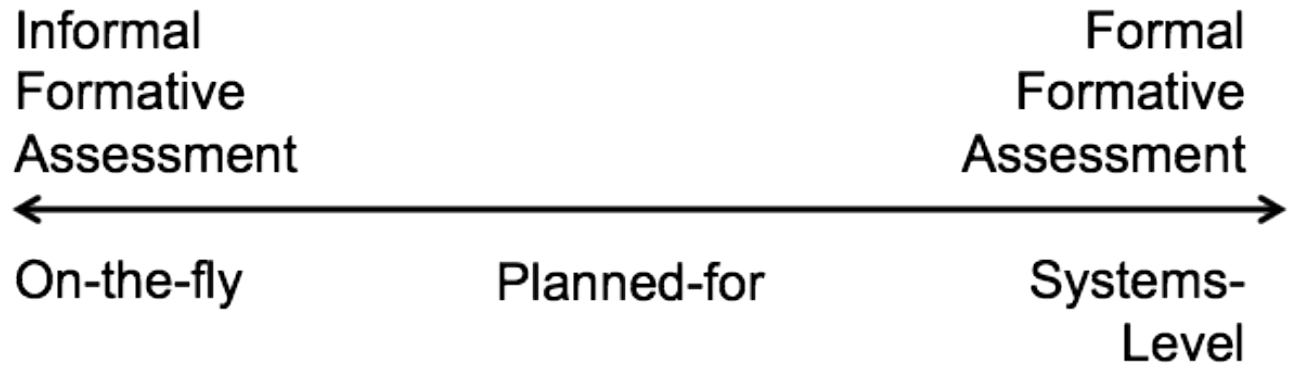 Informal
Formative
Assessment
Formal
Formative
Assessment
On-the-fly
Planned-for
Systems-
Level